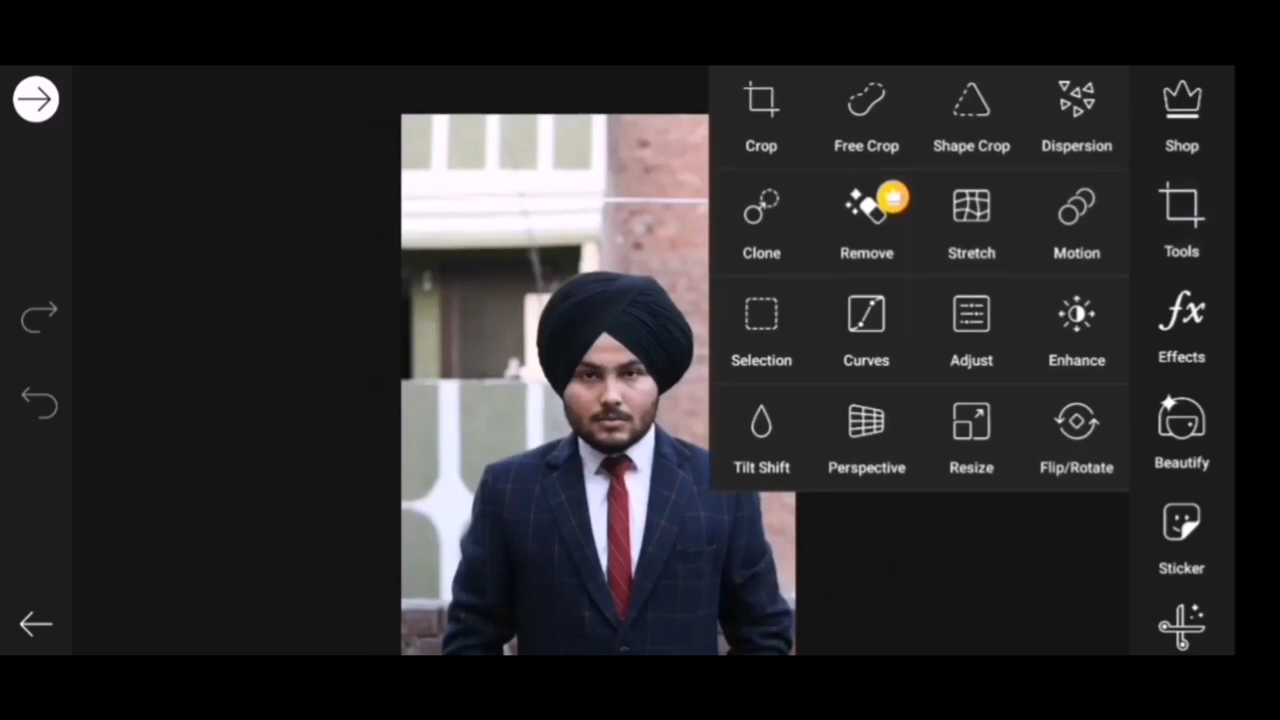 Crop Free Crop Shape Crop Dispersion
Clone Remove Stretch Motion
Selection Curves Adjust Enhance
Tilt Shift Perspective Resize Flip/Rotate
Shop
Tools
fx
Effects
Beautify
Sticker